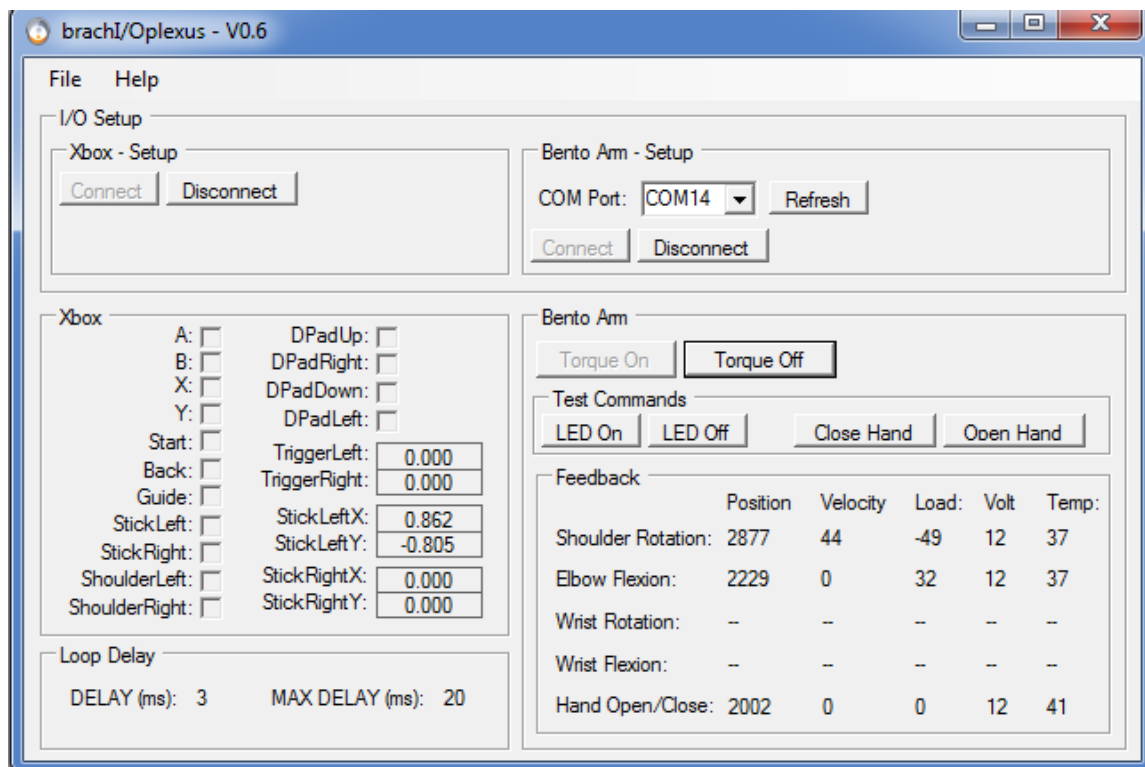 brachI/Oplexus - V0.6
File Help
I/O Setup
Xbox - Setup
Connect Disconnect
Bento Arm - Setup
COM Port: COM14 Refresh
Connect Disconnect
Xbox
A:
B:
X:
Y:
Start:
Back:
Guide:
StickLeft:
StickRight:
ShoulderLeft:
ShoulderRight:
DPadUp:
DPadRight:
DPadDown:
DPadLeft:
TriggerLeft: 0.000
TriggerRight: 0.000
StickLeftX: 0.862
StickLeftY: -0.805
StickRightX: 0.000
StickRightY: 0.000
Loop Delay
DELAY (ms): 3 MAX DELAY (ms): 20
Bento Arm
Torque On Torque Off
Test Commands
LED On LED Off Close Hand Open Hand
Feedback
Position Velocity Load: Volt Temp:
Shoulder Rotation: 2877 44 -49 12 37
Elbow Flexion: 2229 0 32 12 37
Wrist Rotation: -- -- -- -- --
Wrist Flexion: -- -- -- -- --
Hand Open/Close: 2002 0 0 12 41